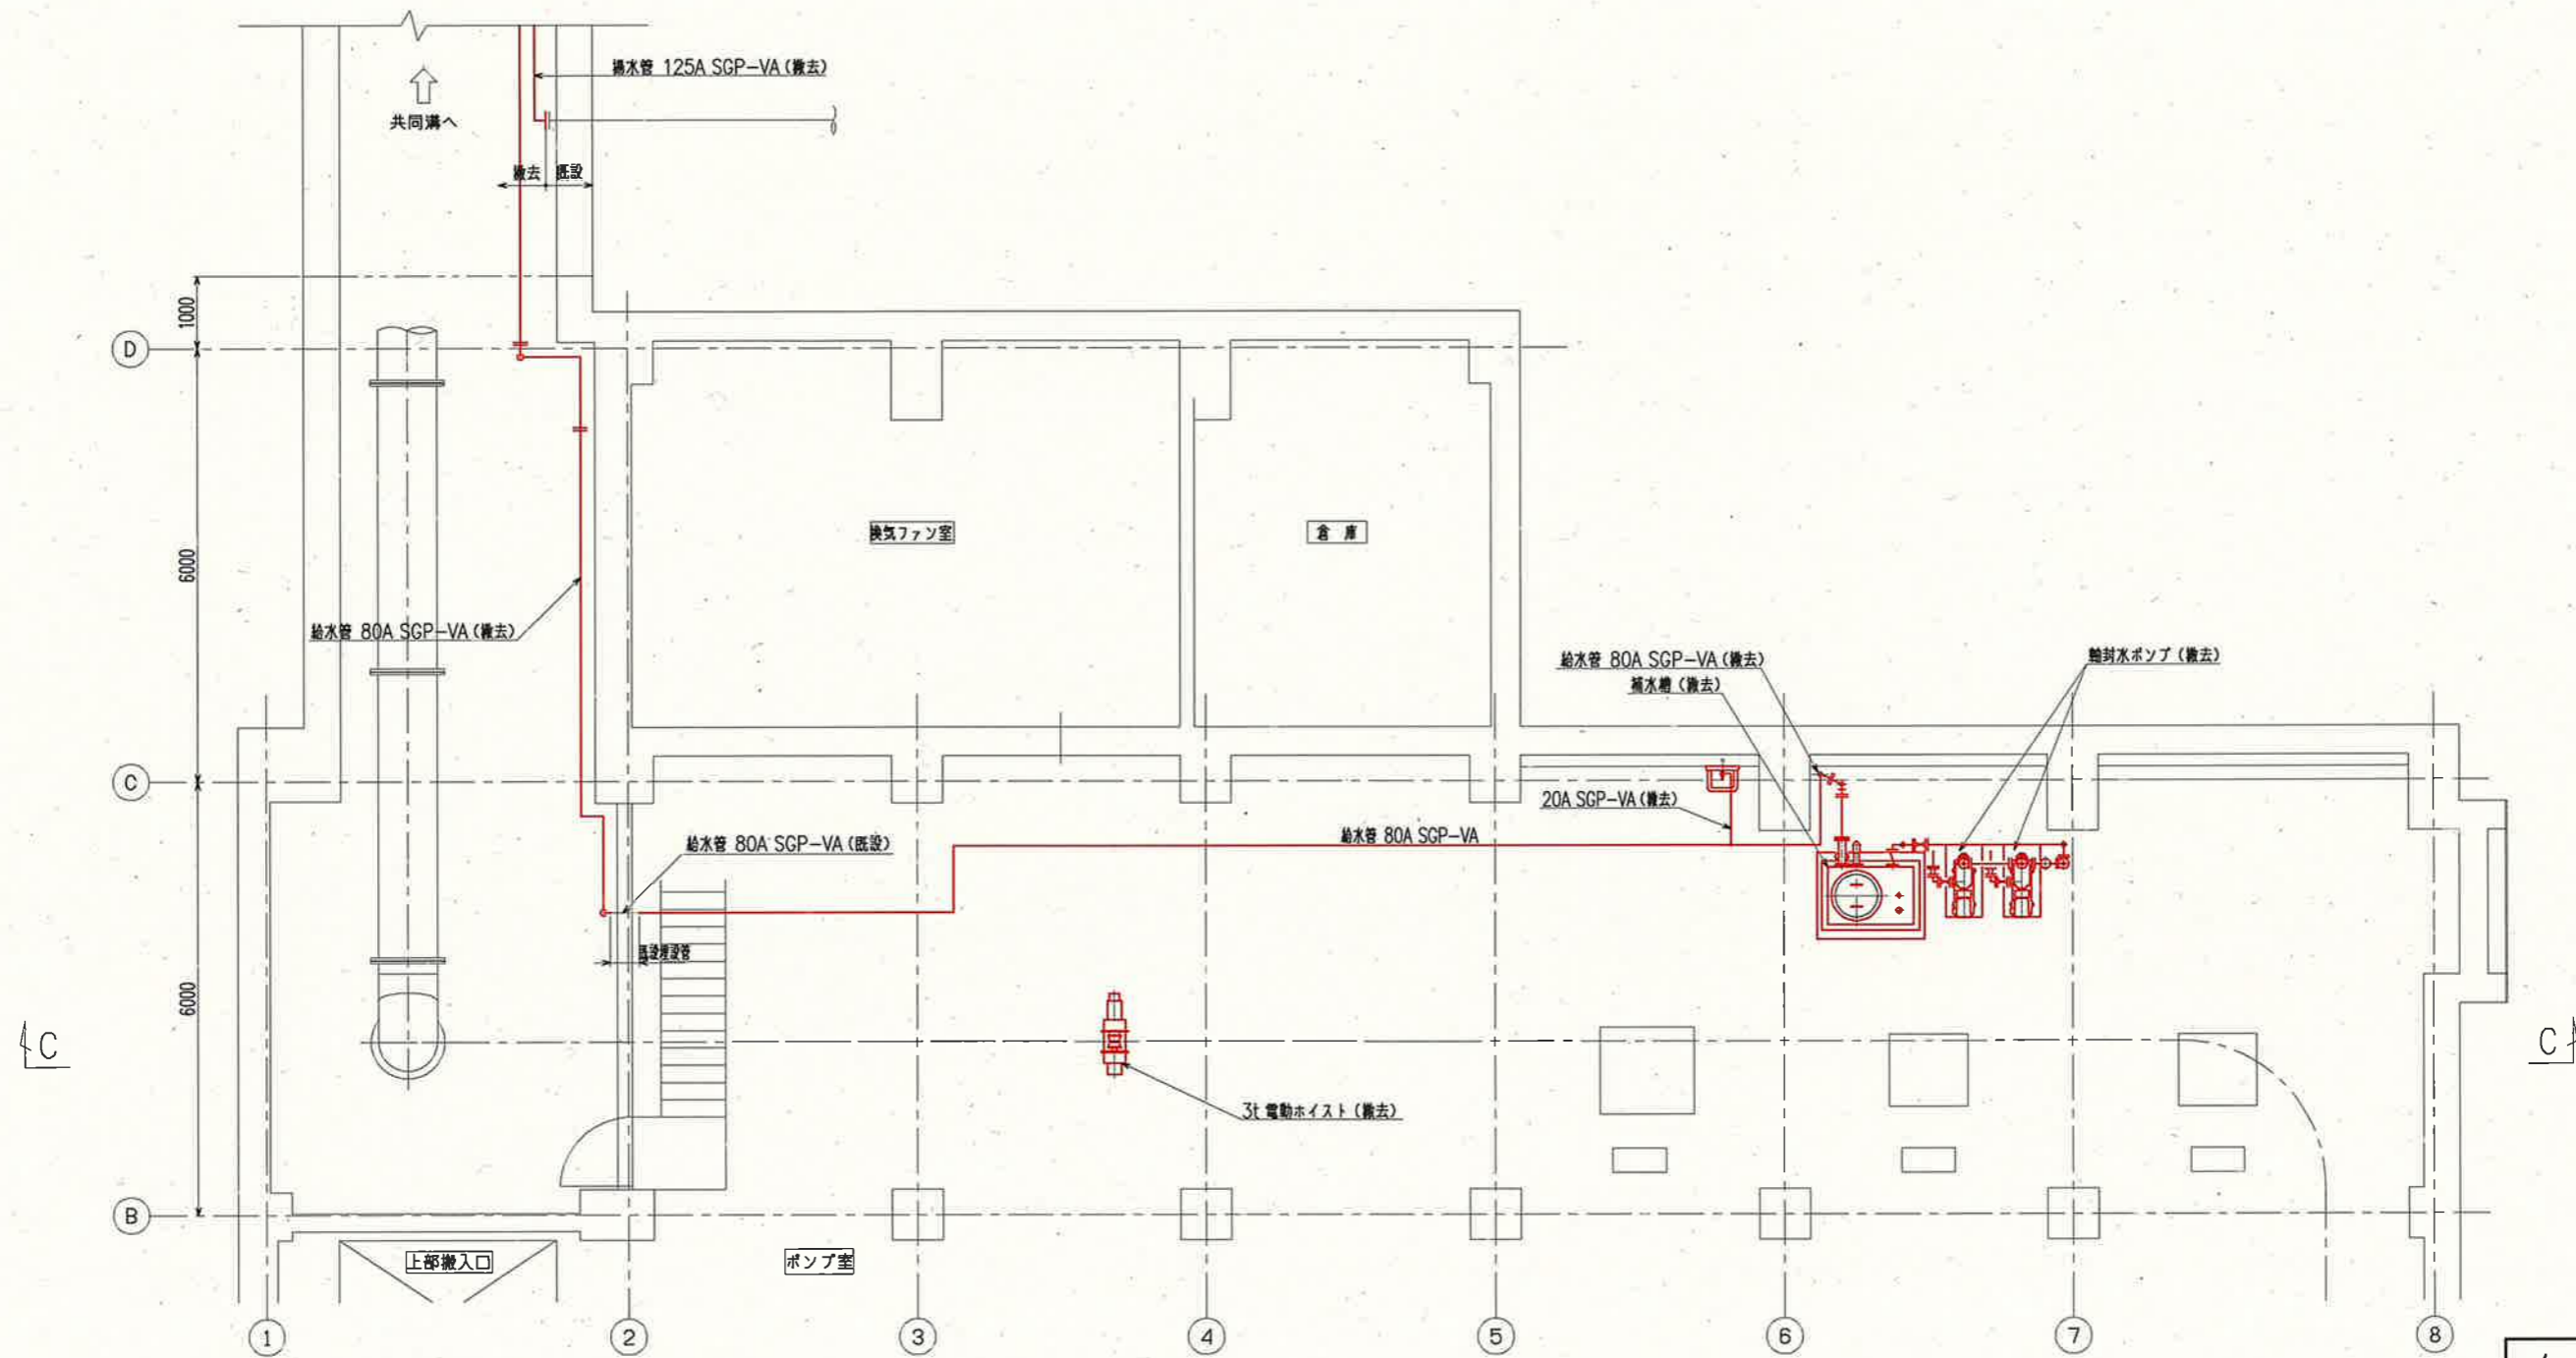 揚水管 125A SGP-VA(撤去)
共同溝へ
撤去
既設
1000
D
6000
換気ファン室
倉 庫
給水管 80A SGP-VA(撤去)
給水管 80A SGP-VA(撤去)
補水槽(撤去)
軸封水ポンプ(撤去)
C
20A SGP-VA(撤去)
給水管 80A SGP-VA
給水管 80A SGP-VA(既設)
既設埋設管
6000
C
C
3t 電動ホイスト(撤去)
B
上部搬入口
ポンプ室
1
2
3
4
5
6
7
8